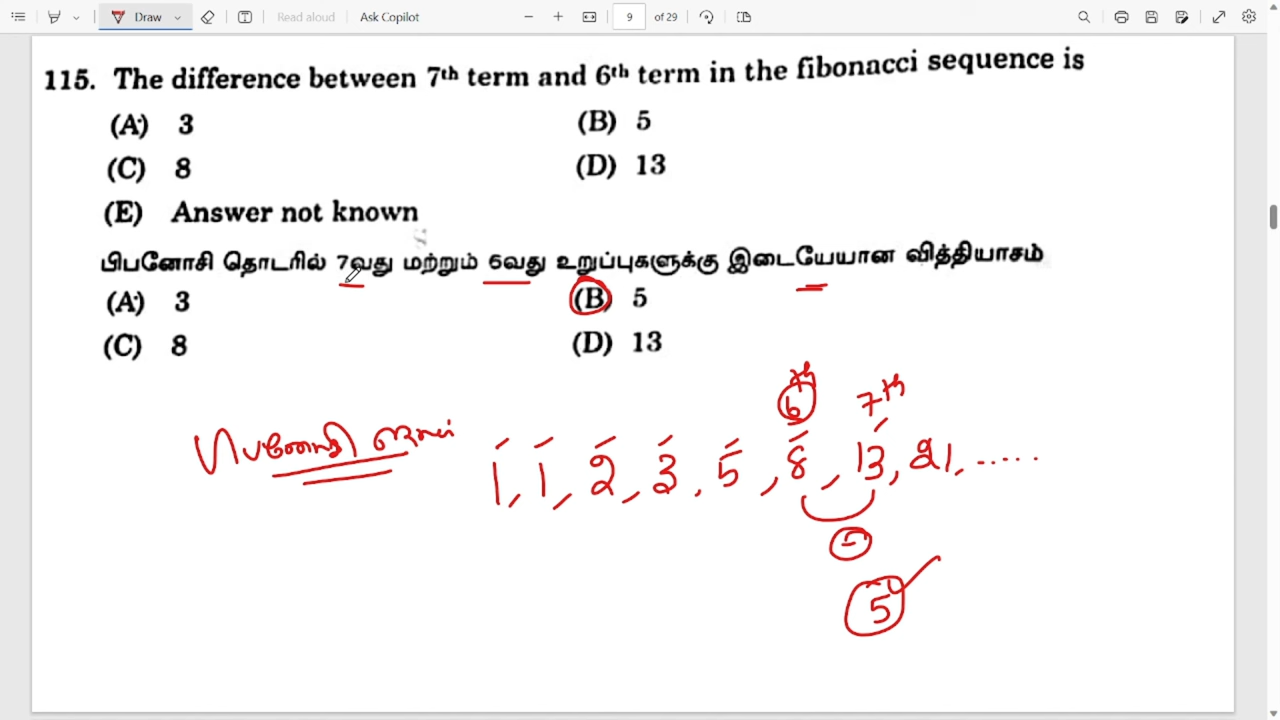 Draw Read aloud Ask Copilot 9 of 29
115. The difference between 7th term and 6th term in the fibonacci sequence is
(A) 3 (B) 5
(C) 8 (D) 13
(E) Answer not known
பிபனோசி தொடரில் 7வது மற்றும் 6வது உறுப்புகளுக்கு இடையேயான வித்தியாசம்
(A) 3 (B) 5
(C) 8 (D) 13
6th 7th
1, 1, 2, 3, 5, 8, 13, 21, .....
5